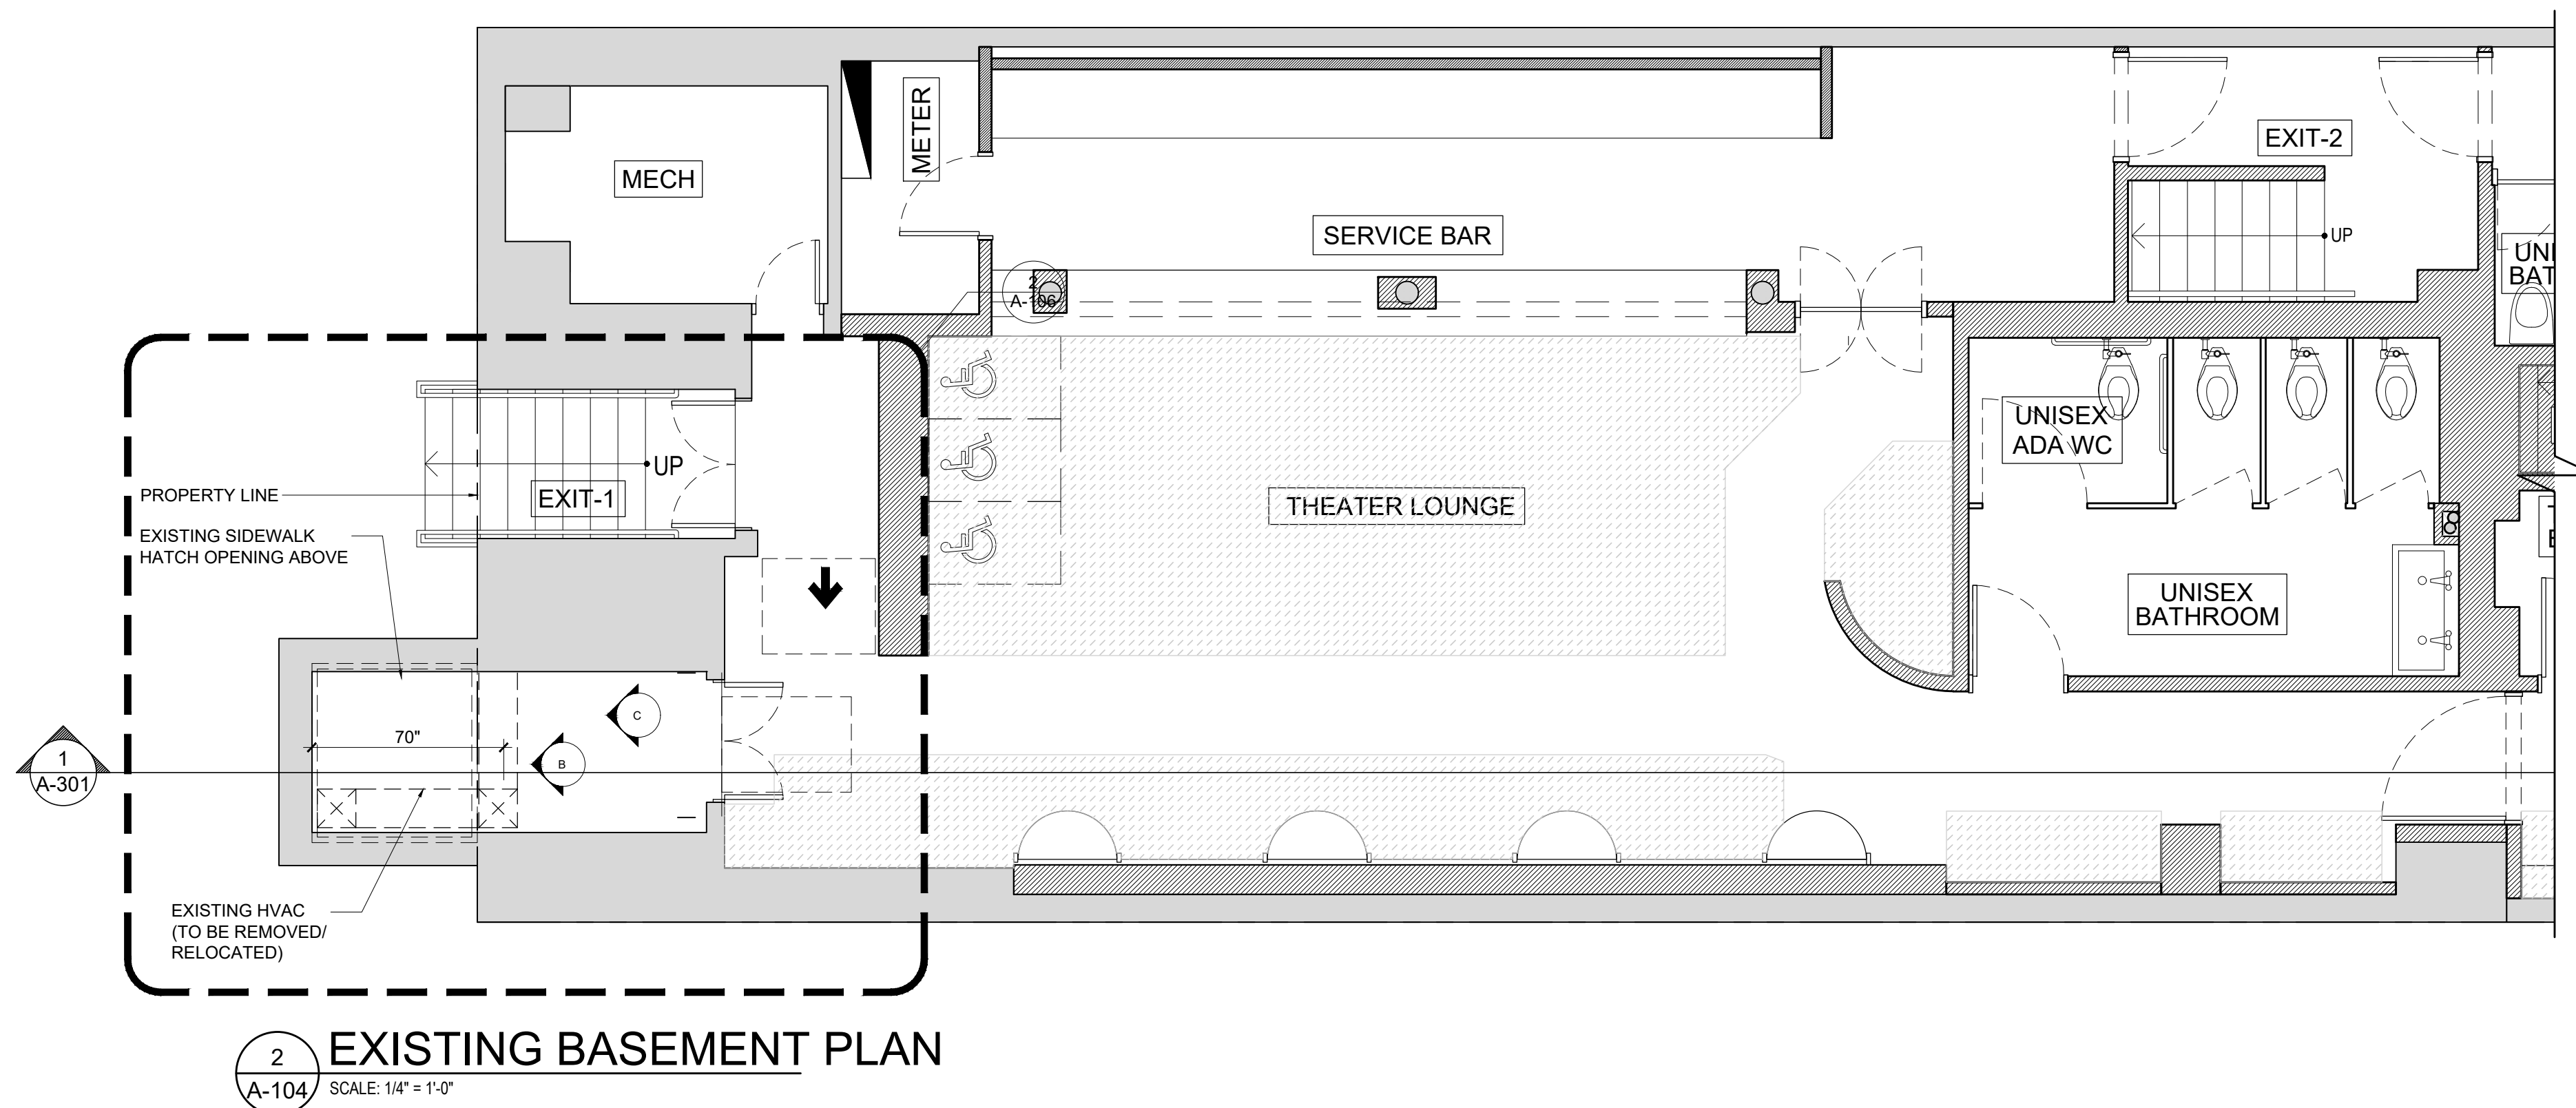 METER
MECH
EXIT-2
SERVICE BAR
UP
UNI
BAT
2
A-106
UNISEX
ADA WC
UP
EXIT-1
PROPERTY LINE
THEATER LOUNGE
EXISTING SIDEWALK
HATCH OPENING ABOVE
UNISEX
BATHROOM
C
70"
B
1
A-301
EXISTING HVAC
(TO BE REMOVED/
RELOCATED)
2
A-104
EXISTING BASEMENT PLAN
SCALE: 1/4" = 1'-0"